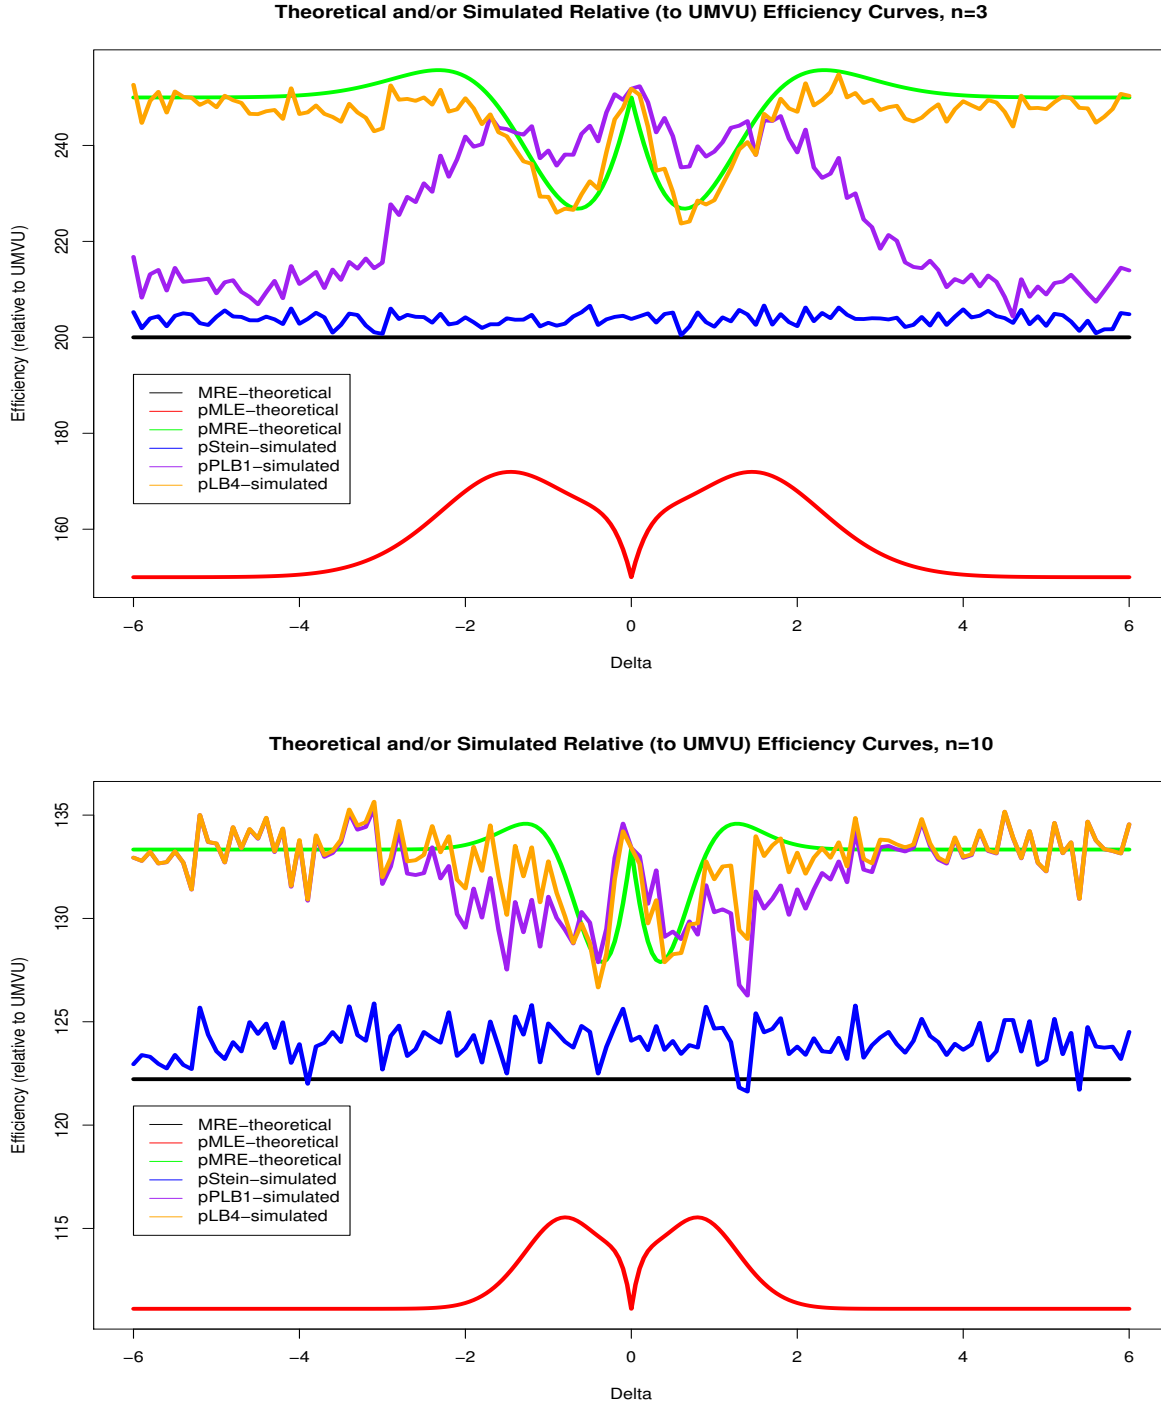 Theoretical and/or Simulated Relative (to UMVU) Efficiency Curves, n=3
Efficiency (relative to UMVU)
240
220
200
180
160
MRE−theoretical
pMLE−theoretical
pMRE−theoretical
pStein−simulated
pPLB1−simulated
pLB4−simulated
−6 −4 −2 0 2 4 6
Delta
Theoretical and/or Simulated Relative (to UMVU) Efficiency Curves, n=10
Efficiency (relative to UMVU)
135
130
125
120
115
MRE−theoretical
pMLE−theoretical
pMRE−theoretical
pStein−simulated
pPLB1−simulated
pLB4−simulated
−6 −4 −2 0 2 4 6
Delta